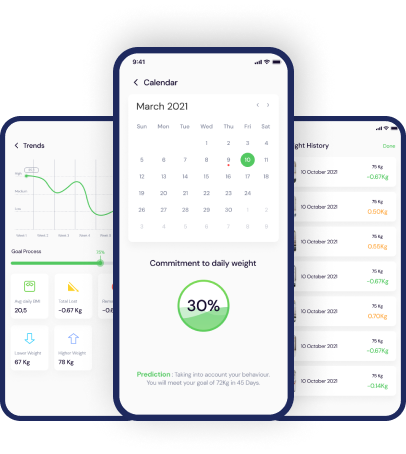 Trends
High
Medium
Low
Week 1 Week 2 Week 3 Week 4 Week 5
Goal Process
Avg daily BMI
20,5
Total Lost
-0.67 Kg
Lower Weight
67 Kg
Higher Weight
78 Kg
9:41
Calendar
March 2021
Sun Mon Tue Wed Thu Fri Sat
1 2 3 4
5 6 7 8 9 10 11
12 13 14 15 16 17 18
19 20 21 22 23 24
26 27 28 29 30 1 2
3 4 5 6 7 8 9
Commitment to daily weight
30%
Prediction : Taking into account your behaviour.
You will meet your goal of 72Kg in 45 Days.
History
Done
10 October 2021
75 Kg
-0.67Kg
10 October 2021
75 Kg
10 October 2021
75 Kg
10 October 2021
75 Kg
-0.67Kg
10 October 2021
75 Kg
0.70Kg
10 October 2021
75 Kg
-0.67Kg
10 October 2021
75 Kg
-0.14Kg